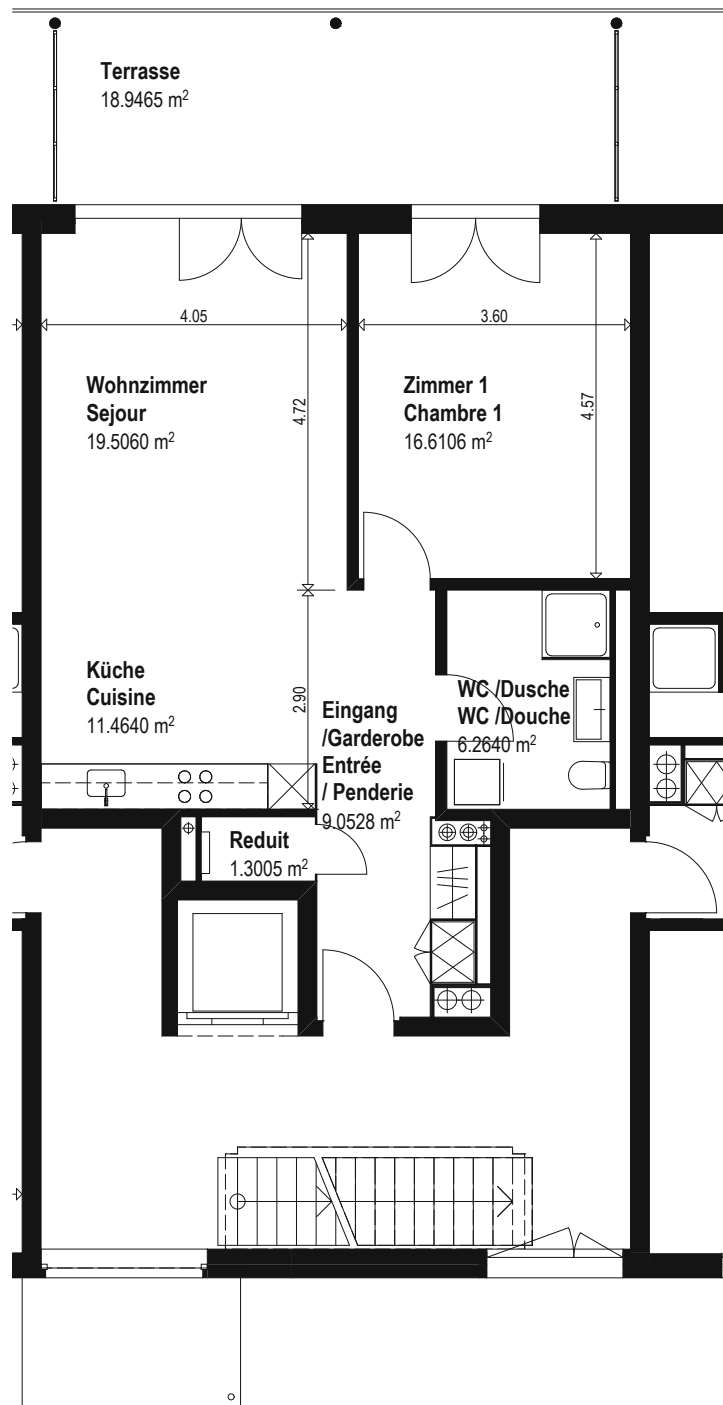 Terrasse
18.9465 m²
4.05
3.60
Wohnzimmer
Sejour
19.5060 m²
4.72
Zimmer 1
Chambre 1
16.6106 m²
4.57
Küche
Cuisine
11.4640 m²
2.90
Eingang
/Garderobe
Entrée
/ Penderie
9.0528 m²
WC /Dusche
WC /Douche
6.2640 m²
Reduit
1.3005 m²